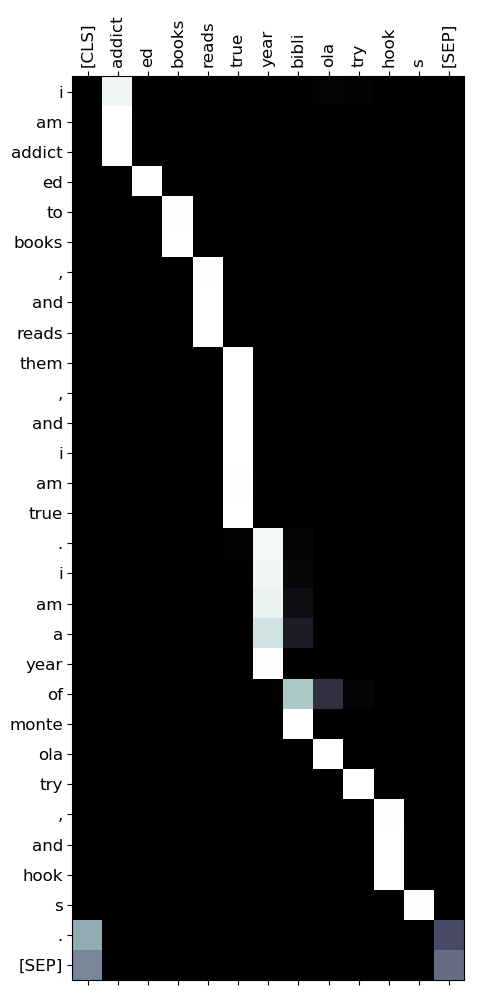 [CLS] addict ed books reads true year bibli ola try hook s [SEP]
i
am
addict
ed
to
books
,
and
reads
them
,
and
i
am
true
.
i
am
a
year
of
monte
ola
try
,
and
hook
s
.
[SEP]